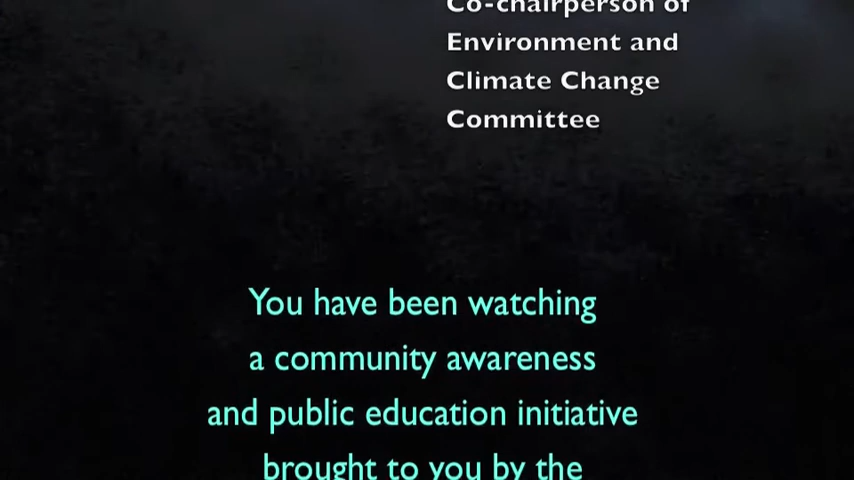 Co-chairperson of
Environment and
Climate Change
Committee
You have been watching
a community awareness
and public education initiative
brought to you by the